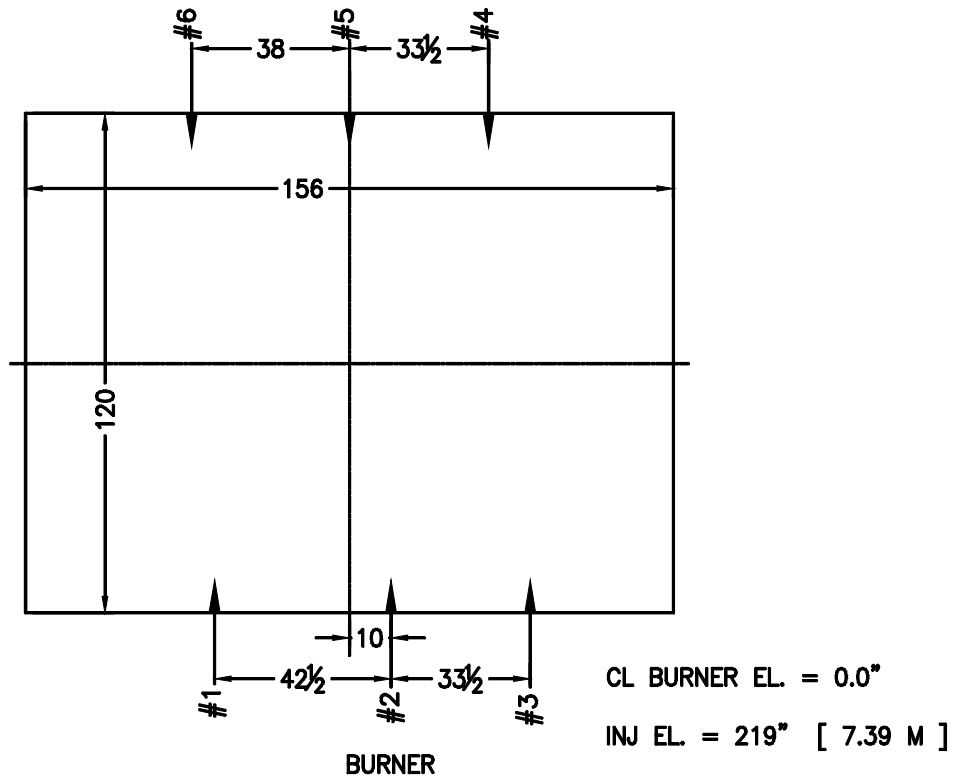 #6 #5 #4
38 33½
156
120
10
42½ 33½
#1 #2 #3
CL BURNER EL. = 0.0"
INJ EL. = 219" [ 7.39 M ]
BURNER